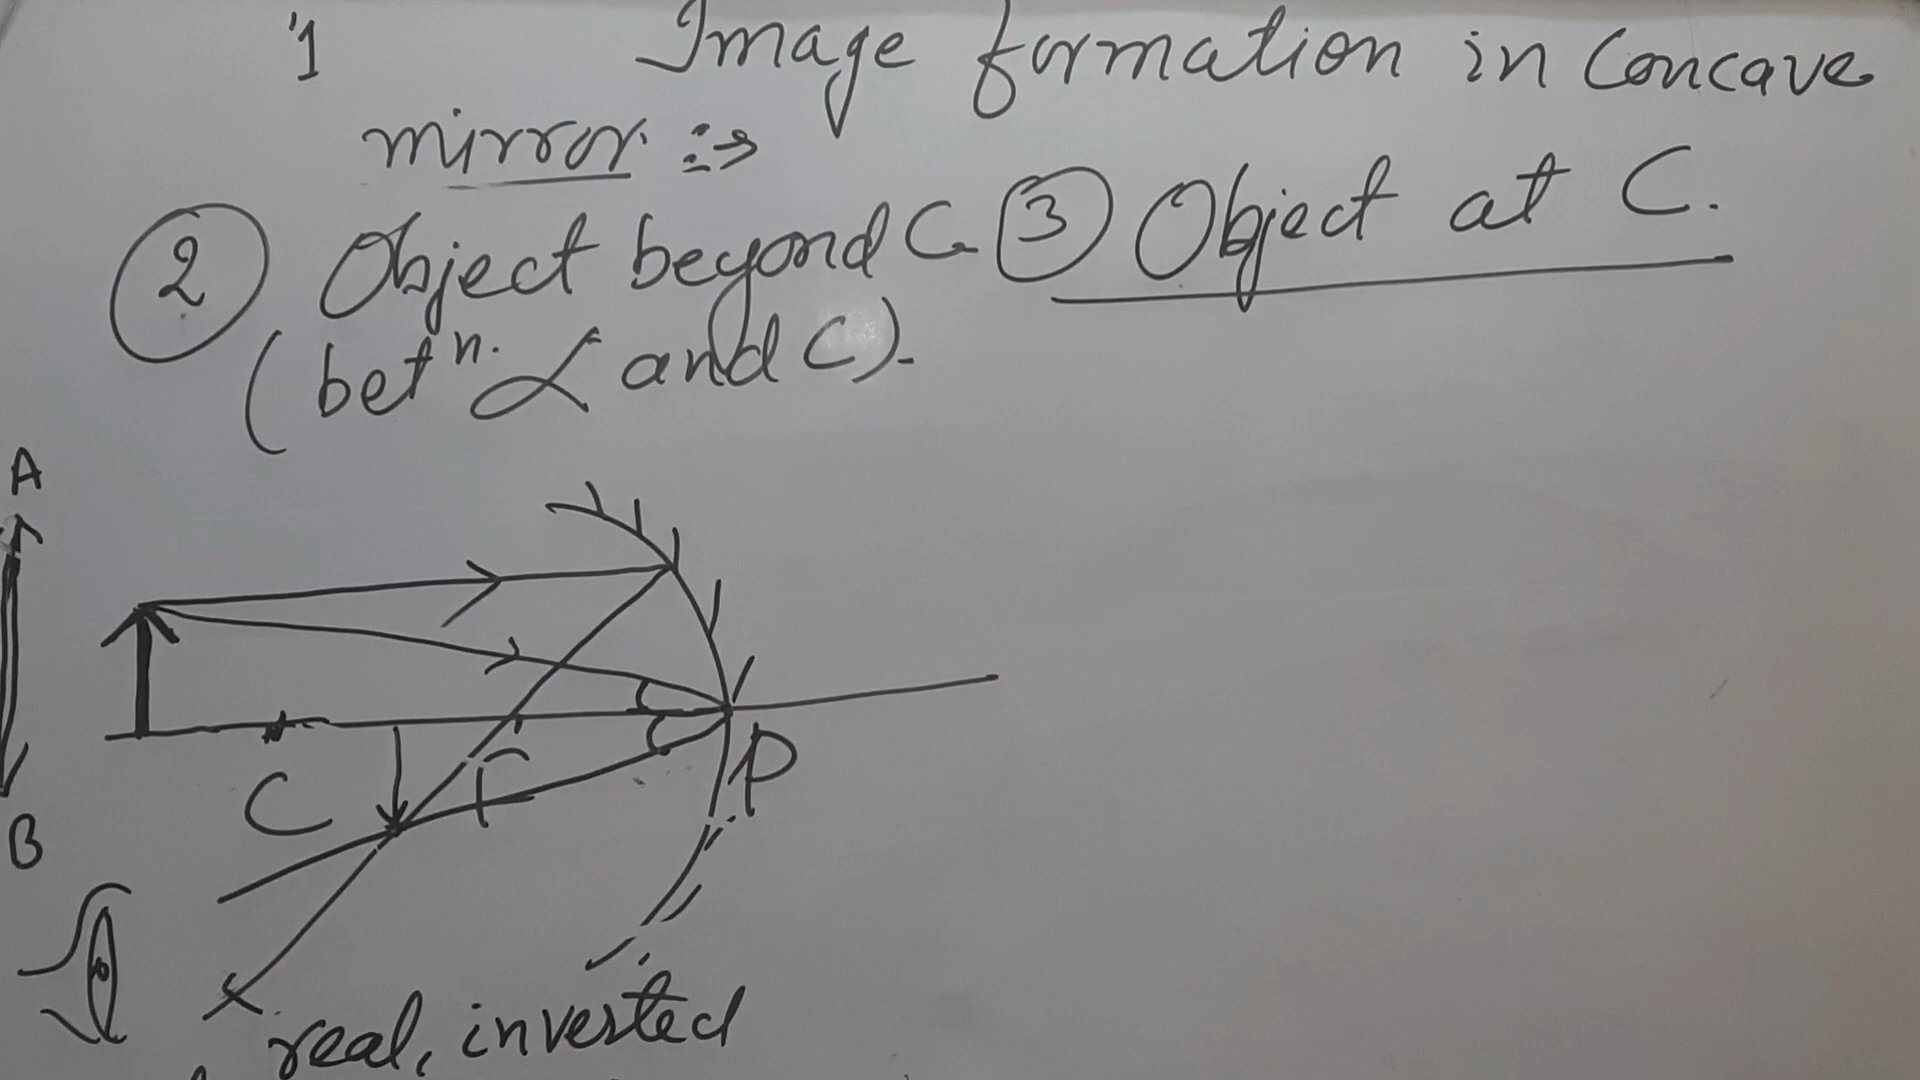 1 Image formation in Concave
mirror :→
② Object beyond C
(betⁿ. ∝ and C).
③ Object at C.
A
B
C
F
P
real, inverted